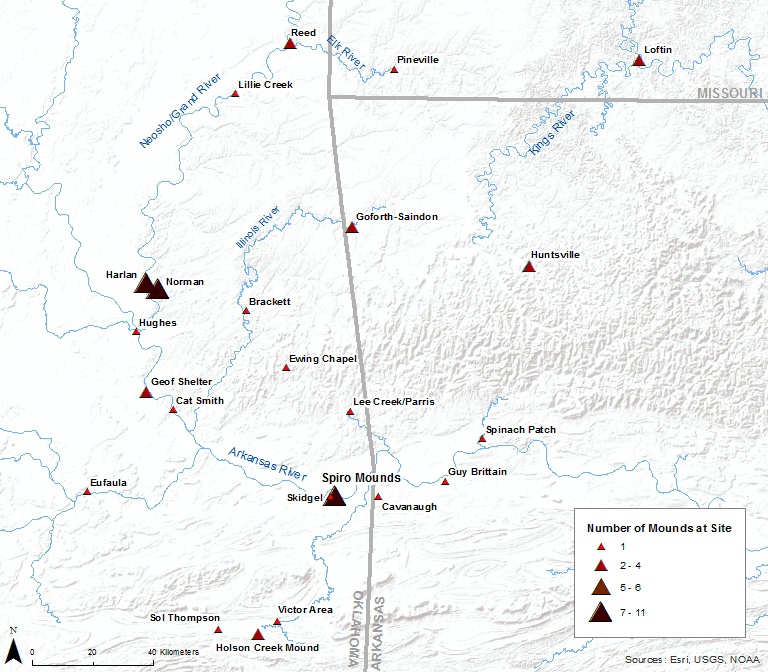 Reed
Elk River
Pineville
Loftin
Lillie Creek
MISSOURI
Neosho/Grand River
Kings River
Goforth-Saindon
Illinois River
Huntsville
Harlan
Norman
Brackett
Hughes
Ewing Chapel
Geof Shelter
Cat Smith
Lee Creek/Parris
Spinach Patch
Arkansas River
Guy Brittain
Spiro Mounds
Eufaula
Skidgel
Cavanaugh
Number of Mounds at Site
1
2 - 4
5 - 6
7 - 11
OKLAHOMA
ARKANSAS
Victor Area
Sol Thompson
Holson Creek Mound
N
0 20 40 Kilometers
Sources: Esri, USGS, NOAA